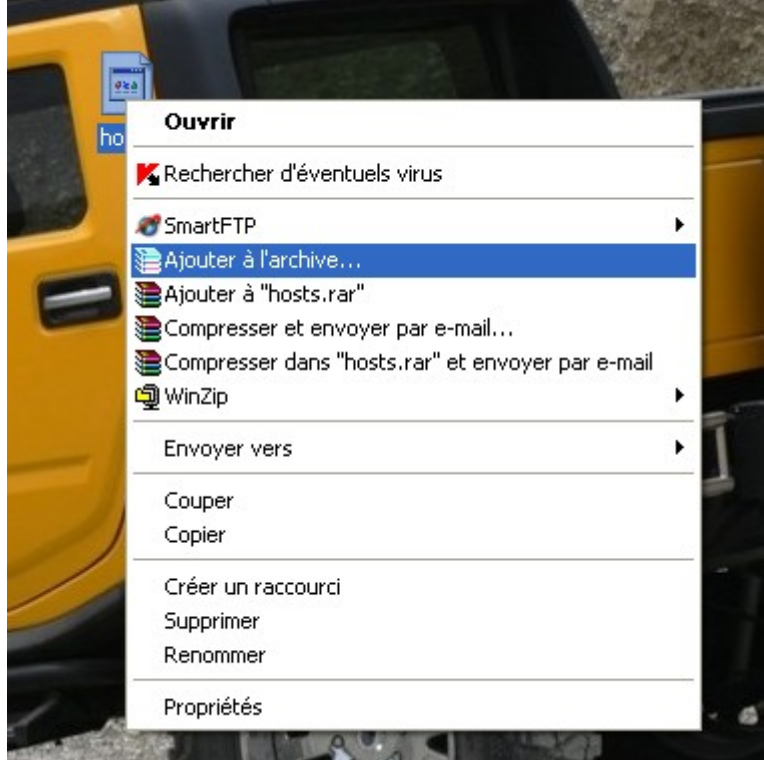 ho
Ouvrir
Rechercher d'éventuels virus
SmartFTP
Ajouter à l'archive...
Ajouter à "hosts.rar"
Compresser et envoyer par e-mail...
Compresser dans "hosts.rar" et envoyer par e-mail
WinZip
Envoyer vers
Couper
Copier
Créer un raccourci
Supprimer
Renommer
Propriétés